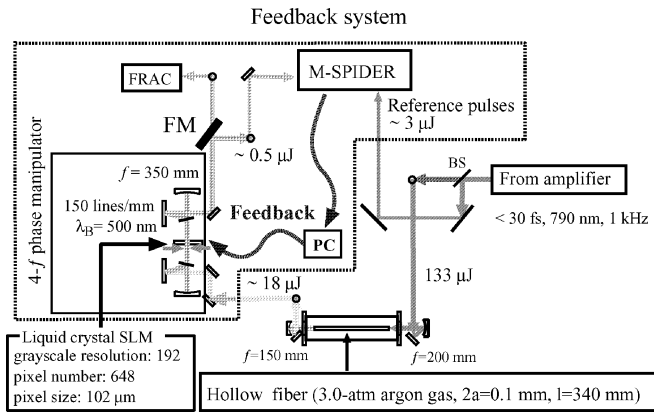 Feedback system
FRAC
M-SPIDER
FM
Reference pulses
~ 3 µJ
~ 0.5 µJ
4-f phase manipulator
f = 350 mm
150 lines/mm
λB= 500 nm
Feedback
PC
BS
From amplifier
< 30 fs, 790 nm, 1 kHz
133 µJ
~ 18 µJ
Liquid crystal SLM
grayscale resolution: 192
pixel number: 648
pixel size: 102 µm
f=150 mm
f=200 mm
Hollow fiber (3.0-atm argon gas, 2a=0.1 mm, l=340 mm)